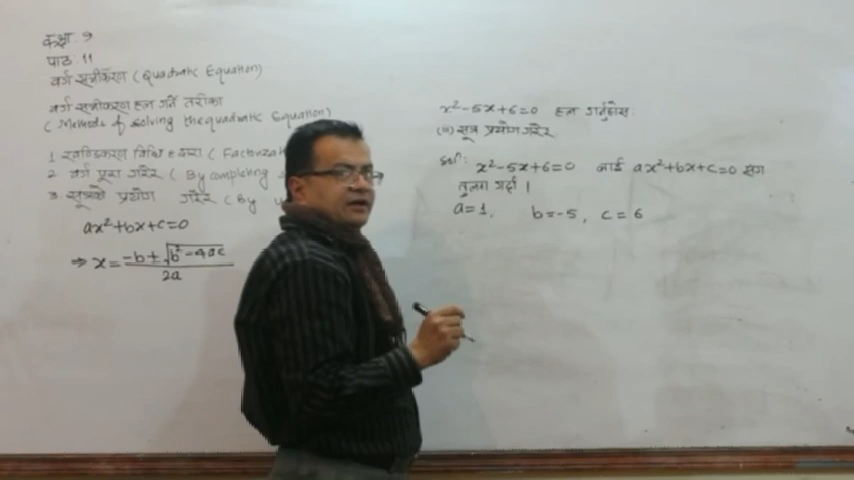 कक्षा 9
पाठ 11
वर्ग समीकरण (Quadratic Equation)
वर्ग समीकरण हल गर्ने तरीका
(Methods of solving the quadratic Equation)
1 खण्डिकरण विधि द्वारा (
2 वर्ग पूरा गरेर (By completing
3 सूत्रको प्रयोग गरेर (By
ax²+bx+c=0
⇒ x = -b ± √b²-4ac / 2a
x²-5x+6=0 हल गर्नुहोस
(iii) सूत्र प्रयोग गरेर
x²-5x+6=0 लाई ax²+bx+c=0 संग
तुलना गर्दा ।
a=1, b=-5, c=6